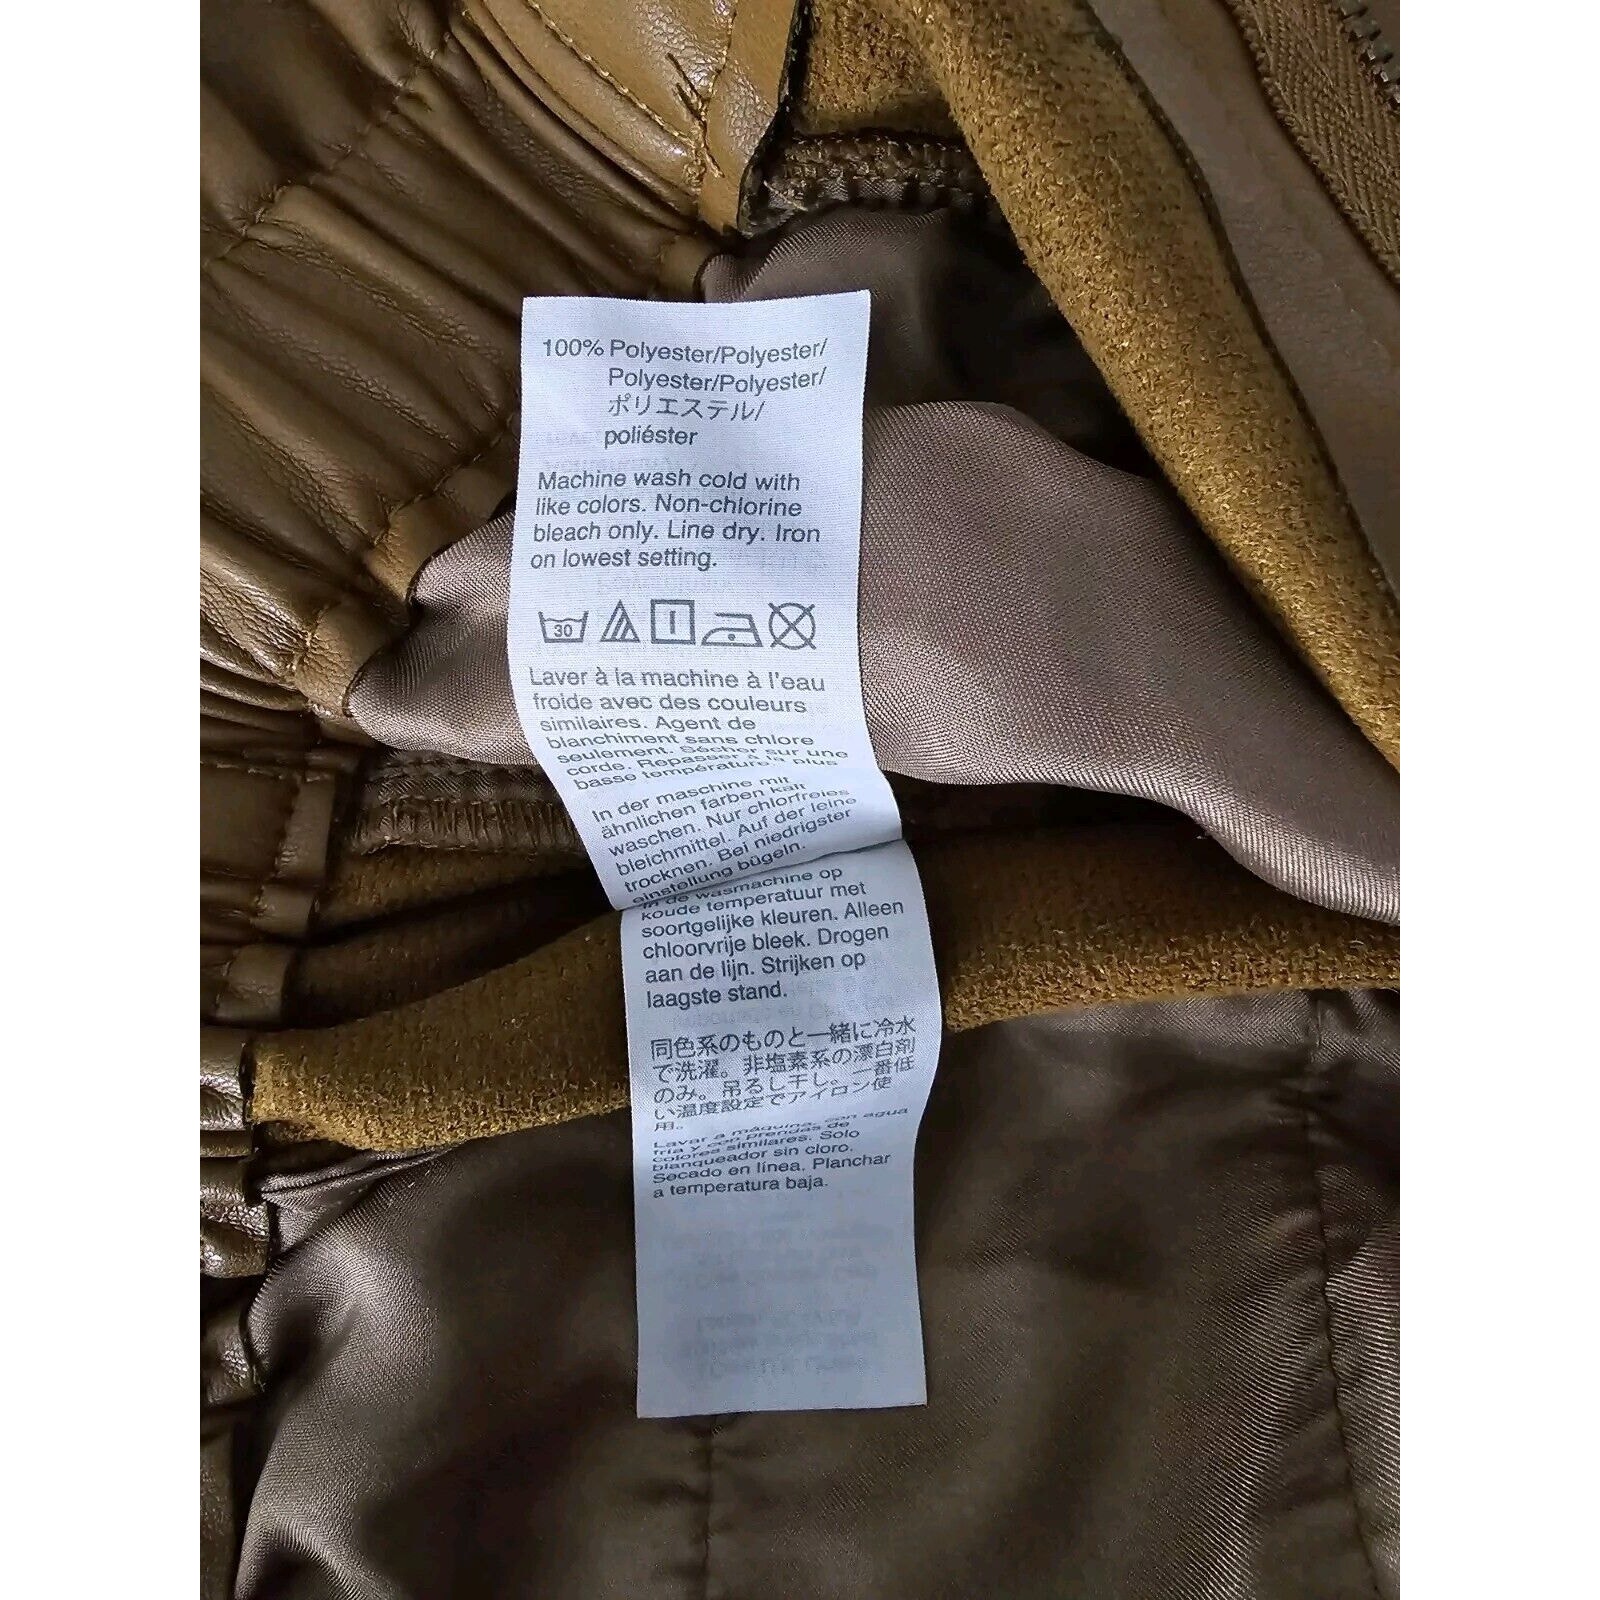 100% Polyester/Polyester/
Polyester/Polyester/
ポリエステル/
poliéster
Machine wash cold with
like colors. Non-chlorine
bleach only. Line dry. Iron
on lowest setting.
30
Laver à la machine à l'eau
froide avec des couleurs
similaires. Agent de
blanchiment sans chlore
seulement. Sécher sur une
corde. Repasser à la plus
basse température.
In der maschine mit
ähnlichen farben kalt
waschen. Nur chlorfreies
bleichmittel. Auf der leine
trocknen. Bei niedrigster
einstellung bügeln.
In de wasmachine op
koude temperatuur met
soortgelijke kleuren. Alleen
chloorvrije bleek. Drogen
aan de lijn. Strijken op
laagste stand.
同色系のものと一緒に冷水
で洗濯。非塩素系の漂白剤
のみ。吊るし干し。一番低
い温度設定でアイロン使
用。
Lavar a máquina, con agua
fría y con prendas de
colores similares. Solo
blanqueador sin cloro.
Secado en línea. Planchar
a temperatura baja.